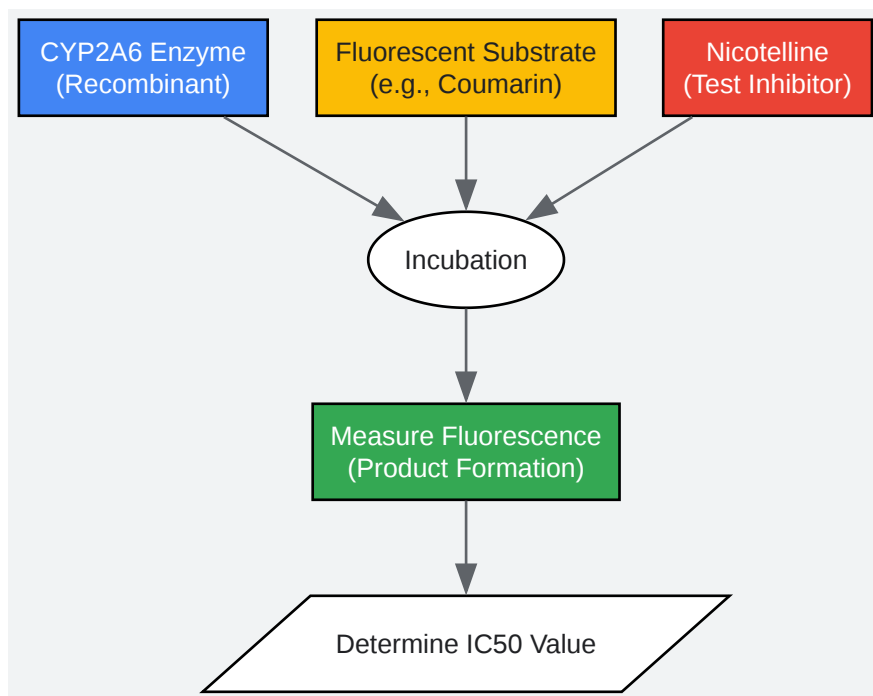 CYP2A6 Enzyme
(Recombinant)
Fluorescent Substrate
(e.g., Coumarin)
Nicotelline
(Test Inhibitor)
Incubation
Measure Fluorescence
(Product Formation)
Determine IC50 Value